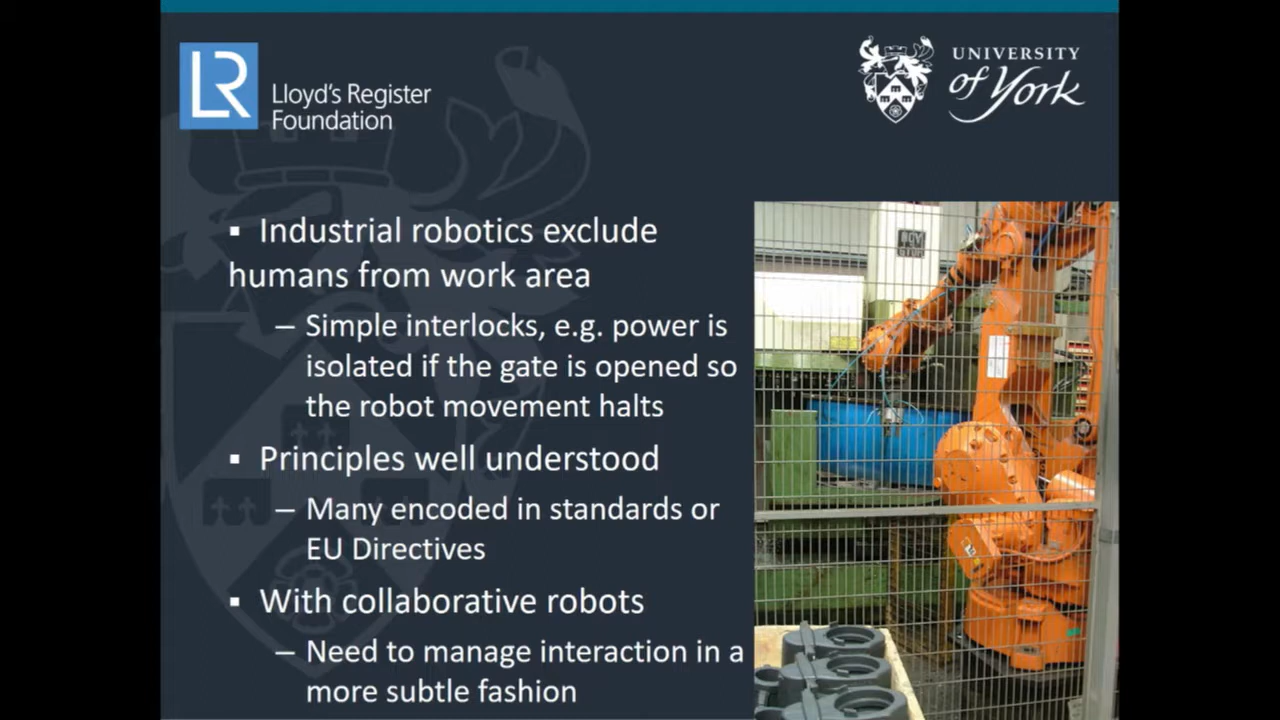 LR
Lloyd's Register
Foundation
UNIVERSITY
of York
▪ Industrial robotics exclude
humans from work area
– Simple interlocks, e.g. power is
isolated if the gate is opened so
the robot movement halts
▪ Principles well understood
– Many encoded in standards or
EU Directives
▪ With collaborative robots
– Need to manage interaction in a
more subtle fashion